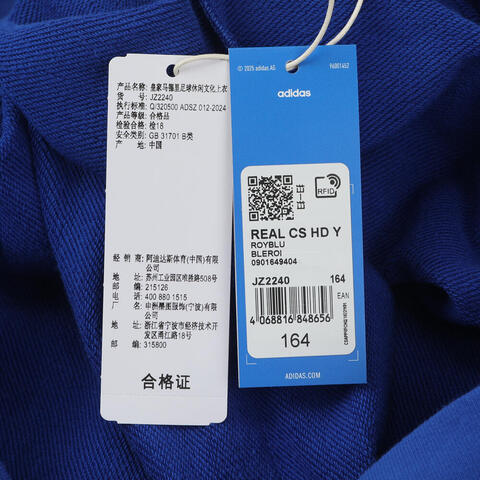 产品名称: 皇家马德里足球休闲文化上衣
货 号: JZ2240
执行标准: Q/320500 ADSZ 012-2024
产品等级: 合格品
检验合格: 检18
安全类别: GB 31701 B类
产 地: 中国
经 销 商: 阿迪达斯体育(中国)有限
公司
地 址: 苏州工业园区唯胜路508号
邮 编: 215126
电 话: 400 880 1515
制 造 商: 申洲针织服饰(宁波)有限
公司
地 址: 浙江省宁波市经济技术开
发区甬江路18号
邮 编: 315800
合格证
© 2025 adidas AG
96001452
adidas
RFID
REAL CS HD Y
ROYBLU
BLEROI
0901649404
JZ2240 164
EAN
4 068816 848656
164
ADIDAS.COM